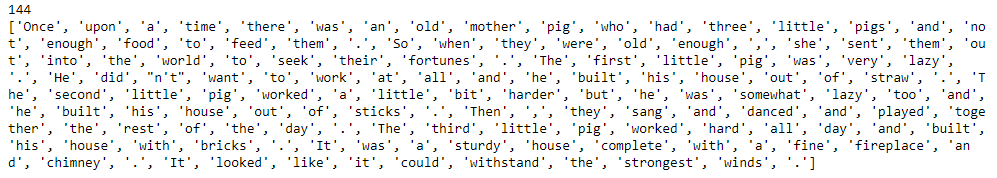 144
['Once', 'upon', 'a', 'time', 'there', 'was', 'an', 'old', 'mother', 'pig', 'who', 'had', 'three', 'little', 'pigs', 'and', 'no
t', 'enough', 'food', 'to', 'feed', 'them', '.', 'So', 'when', 'they', 'were', 'old', 'enough', ',', 'she', 'sent', 'them', 'ou
t', 'into', 'the', 'world', 'to', 'seek', 'their', 'fortunes', '.', 'The', 'first', 'little', 'pig', 'was', 'very', 'lazy',
'.', 'He', 'did', "n't", 'want', 'to', 'work', 'at', 'all', 'and', 'he', 'built', 'his', 'house', 'out', 'of', 'straw', '.', 'T
he', 'second', 'little', 'pig', 'worked', 'a', 'little', 'bit', 'harder', 'but', 'he', 'was', 'somewhat', 'lazy', 'too', 'and',
'he', 'built', 'his', 'house', 'out', 'of', 'sticks', '.', 'Then', ',', 'they', 'sang', 'and', 'danced', 'and', 'played', 'toge
ther', 'the', 'rest', 'of', 'the', 'day', '.', 'The', 'third', 'little', 'pig', 'worked', 'hard', 'all', 'day', 'and', 'built',
'his', 'house', 'with', 'bricks', '.', 'It', 'was', 'a', 'sturdy', 'house', 'complete', 'with', 'a', 'fine', 'fireplace', 'an
d', 'chimney', '.', 'It', 'looked', 'like', 'it', 'could', 'withstand', 'the', 'strongest', 'winds', '.']